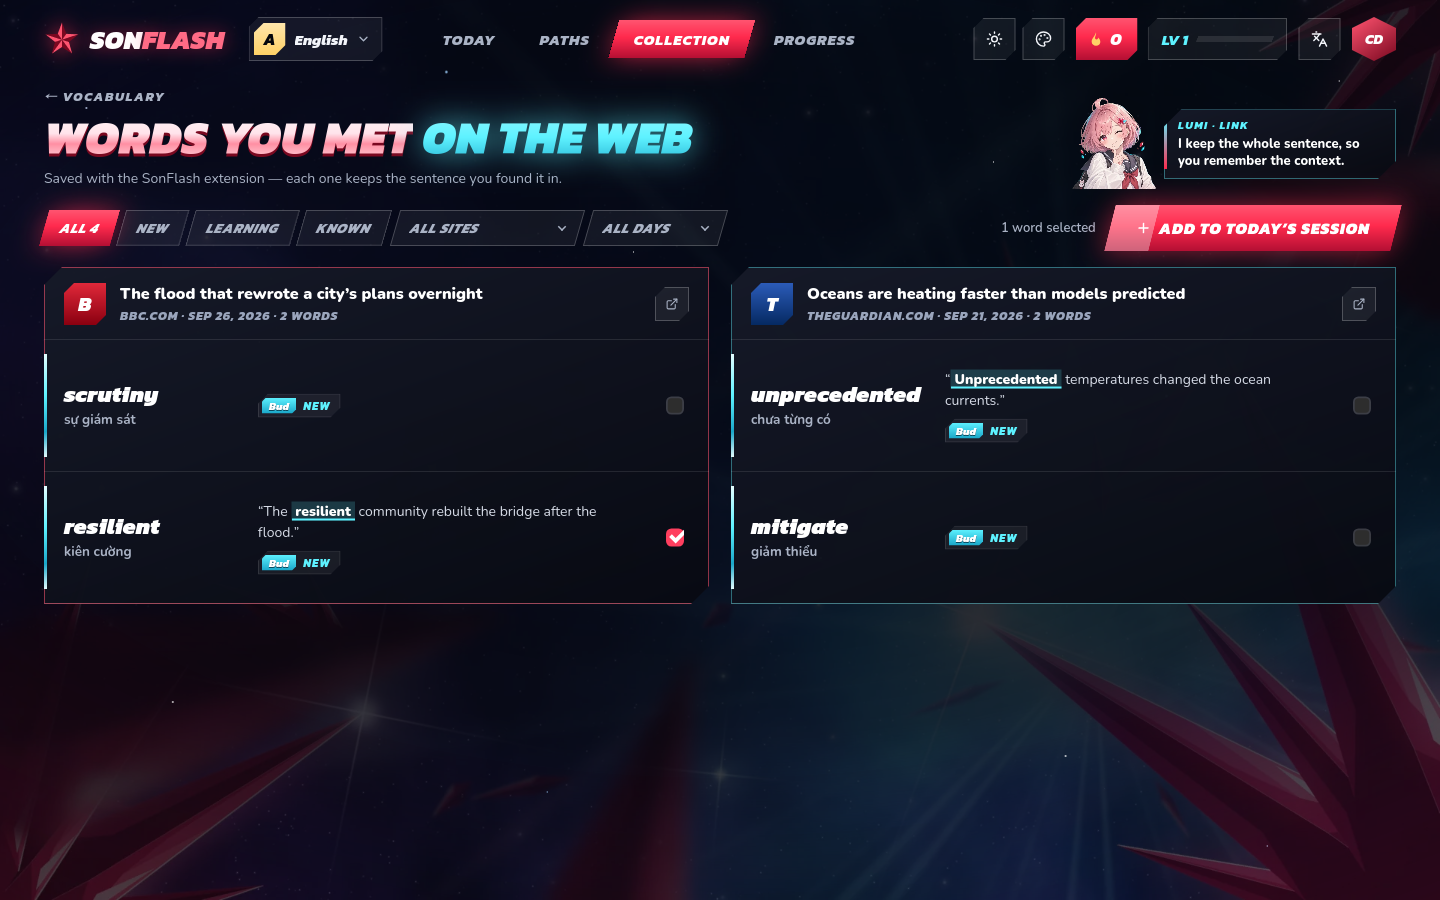 SONFLASH
A English
TODAY
PATHS
COLLECTION
PROGRESS
0
LV 1
CD
← VOCABULARY
WORDS YOU MET ON THE WEB
Saved with the SonFlash extension — each one keeps the sentence you found it in.
LUMI · LINK
I keep the whole sentence, so
you remember the context.
ALL 4
NEW
LEARNING
KNOWN
ALL SITES
ALL DAYS
1 word selected
+ ADD TO TODAY'S SESSION
B
The flood that rewrote a city's plans overnight
BBC.COM · SEP 26, 2026 · 2 WORDS
scrutiny
sự giám sát
Bud NEW
resilient
kiên cường
“The resilient community rebuilt the bridge after the
flood.”
Bud NEW
T
Oceans are heating faster than models predicted
THEGUARDIAN.COM · SEP 21, 2026 · 2 WORDS
unprecedented
chưa từng có
“Unprecedented temperatures changed the ocean
currents.”
Bud NEW
mitigate
giảm thiểu
Bud NEW